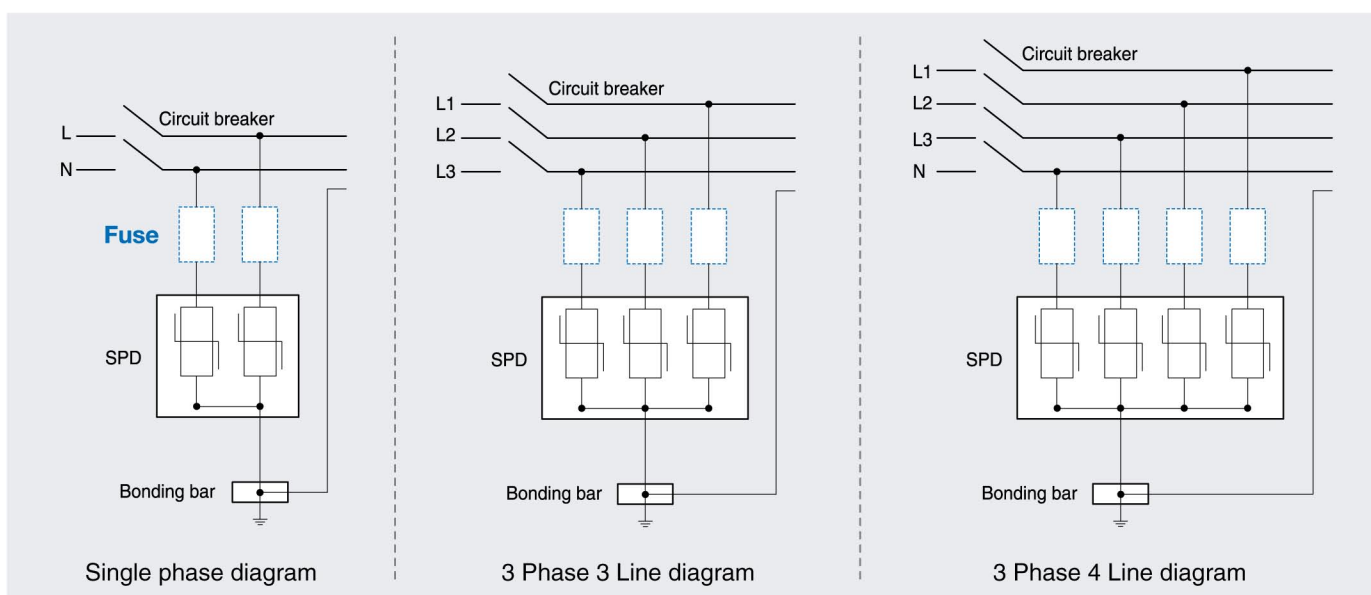 Circuit breaker
L
N
Fuse
SPD
Bonding bar
Single phase diagram
Circuit breaker
L1
L2
L3
SPD
Bonding bar
3 Phase 3 Line diagram
Circuit breaker
L1
L2
L3
N
SPD
Bonding bar
3 Phase 4 Line diagram